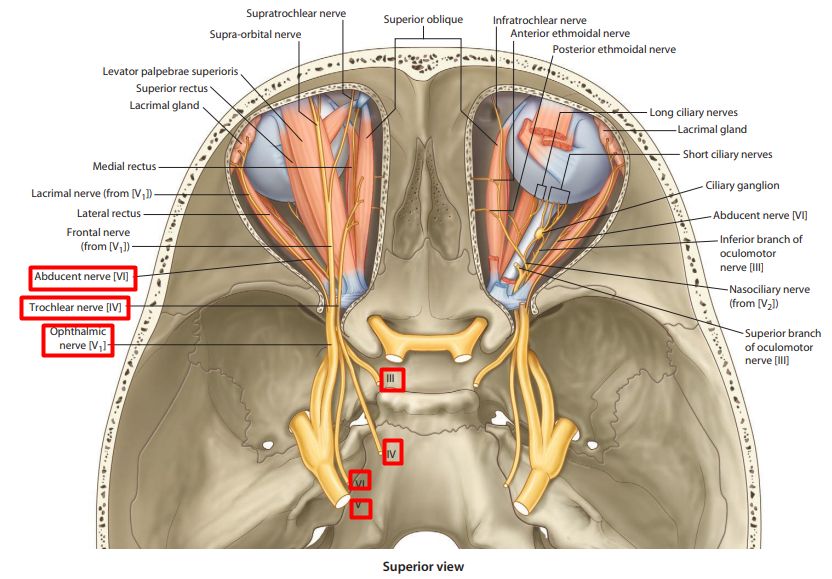 Supratrochlear nerve
Supra-orbital nerve
Superior oblique
Infratrochlear nerve
Anterior ethmoidal nerve
Posterior ethmoidal nerve
Levator palpebrae superioris
Superior rectus
Lacrimal gland
Medial rectus
Lacrimal nerve (from [V1])
Lateral rectus
Frontal nerve
(from [V1])
Abducent nerve [VI]
Trochlear nerve [IV]
Ophthalmic
nerve [V1]
Long ciliary nerves
Lacrimal gland
Short ciliary nerves
Ciliary ganglion
Abducent nerve [VI]
Inferior branch of
oculomotor
nerve [III]
Nasociliary nerve
(from [V2])
Superior branch
of oculomotor
nerve [III]
III
IV
VI
V
Superior view